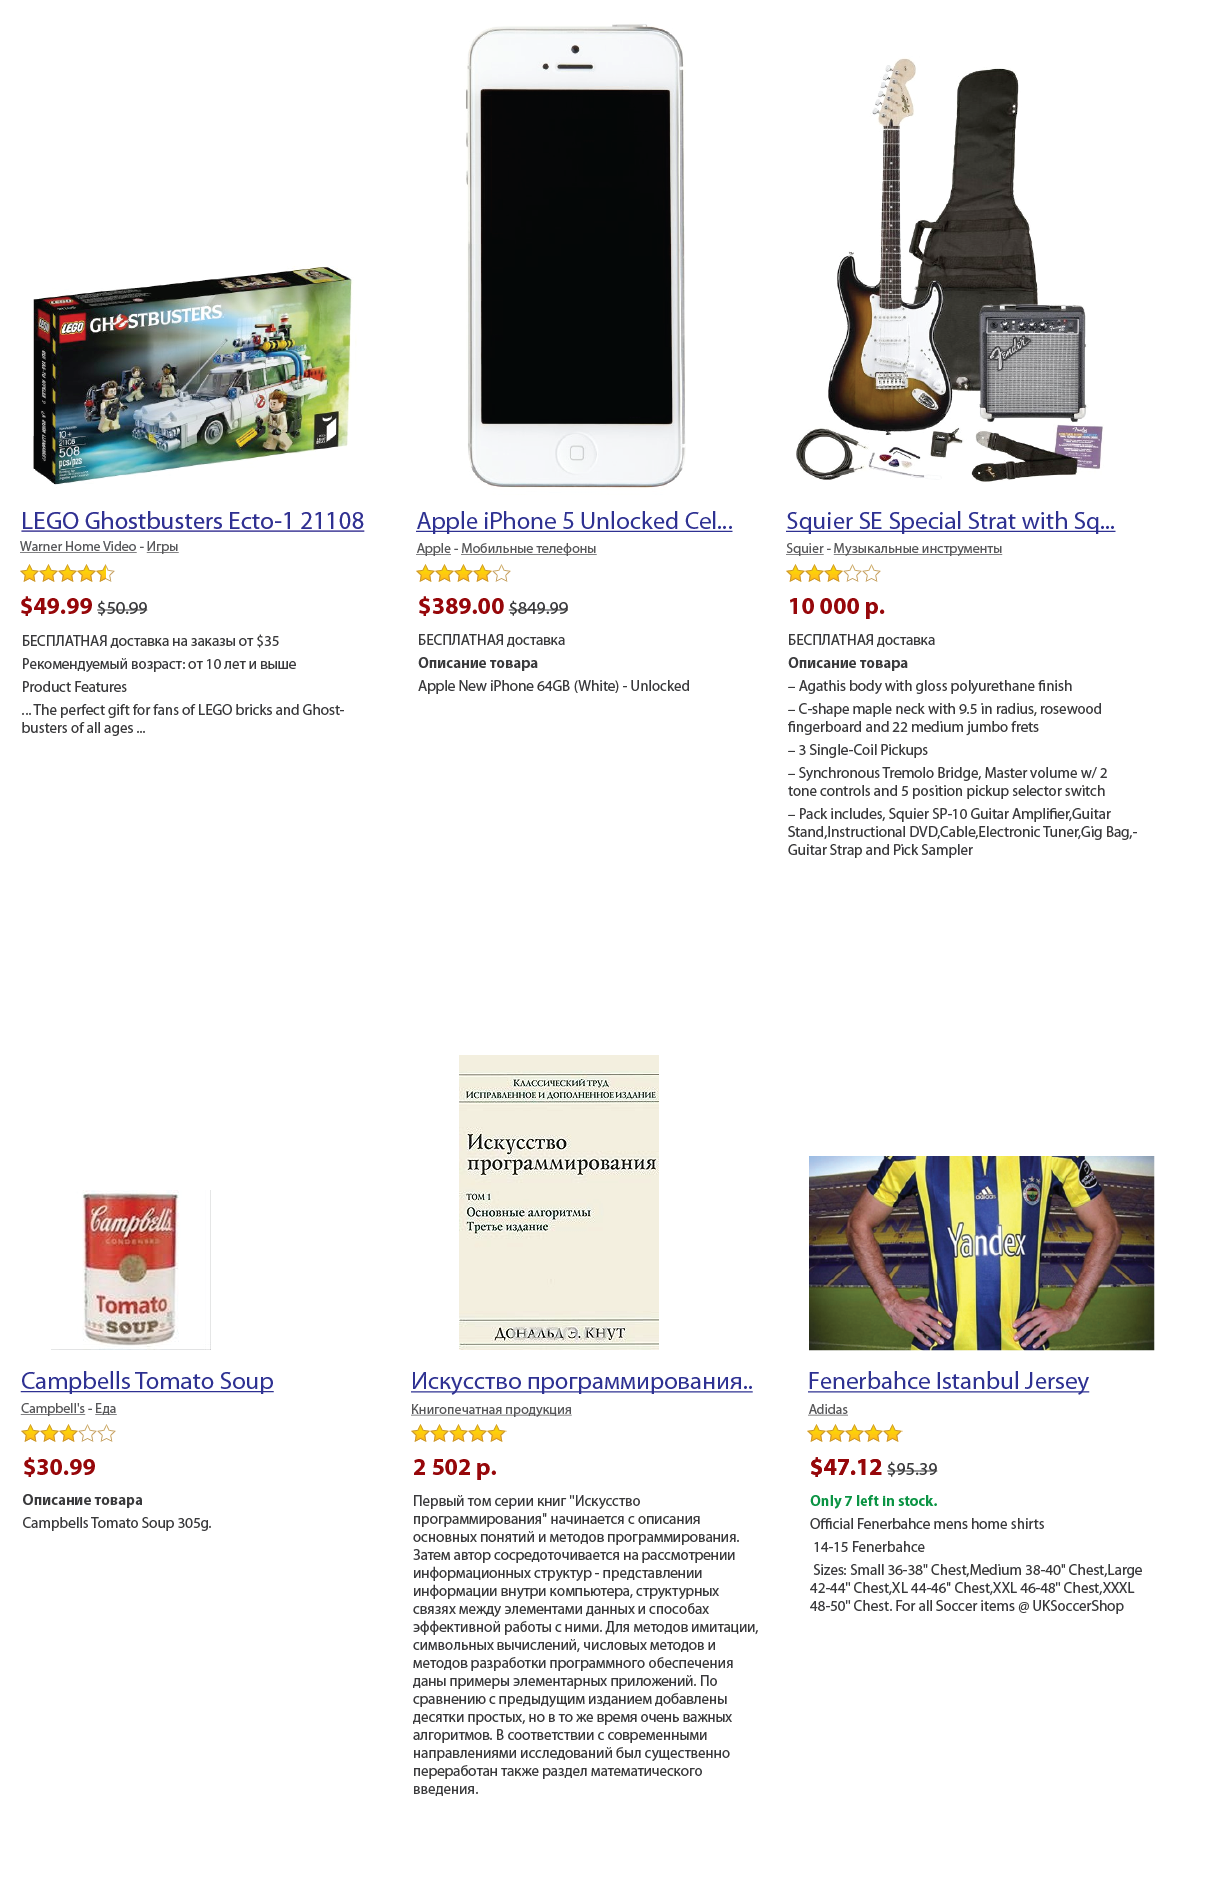 LEGO
GHOSTBUSTERS
LEGO
10+
21108
508
pcs/pzs
Squier
Fender
LEGO Ghostbusters Ecto-1 21108
Warner Home Video - Игры
$49.99 $50.99
БЕСПЛАТНАЯ доставка на заказы от $35
Рекомендуемый возраст: от 10 лет и выше
Product Features
... The perfect gift for fans of LEGO bricks and Ghost-
busters of all ages ...
Apple iPhone 5 Unlocked Cel...
Apple - Мобильные телефоны
$389.00 $849.99
БЕСПЛАТНАЯ доставка
Описание товара
Apple New iPhone 64GB (White) - Unlocked
Squier SE Special Strat with Sq...
Squier - Музыкальные инструменты
10 000 р.
БЕСПЛАТНАЯ доставка
Описание товара
– Agathis body with gloss polyurethane finish
– C-shape maple neck with 9.5 in radius, rosewood
fingerboard and 22 medium jumbo frets
– 3 Single-Coil Pickups
– Synchronous Tremolo Bridge, Master volume w/ 2
tone controls and 5 position pickup selector switch
– Pack includes, Squier SP-10 Guitar Amplifier,Guitar
Stand,Instructional DVD,Cable,Electronic Tuner,Gig Bag,-
Guitar Strap and Pick Sampler
Campbell's
CONDENSED
Tomato
SOUP
Классический труд
Исправленное и дополненное издание
Искусство
программирования
ТОМ 1
Основные алгоритмы
Третье издание
ДОНАЛЬД Э. КНУТ
adidas
Yandex
Campbells Tomato Soup
Campbell's - Еда
$30.99
Описание товара
Campbells Tomato Soup 305g.
Искусство программирования..
Книгопечатная продукция
2 502 р.
Первый том серии книг "Искусство
программирования" начинается с описания
основных понятий и методов программирования.
Затем автор сосредоточивается на рассмотрении
информационных структур - представлении
информации внутри компьютера, структурных
связях между элементами данных и способах
эффективной работы с ними. Для методов имитации,
символьных вычислений, числовых методов и
методов разработки программного обеспечения
даны примеры элементарных приложений. По
сравнению с предыдущим изданием добавлены
десятки простых, но в то же время очень важных
алгоритмов. В соответствии с современными
направлениями исследований был существенно
переработан также раздел математического
введения.
Fenerbahce Istanbul Jersey
Adidas
$47.12 $95.39
Only 7 left in stock.
Official Fenerbahce mens home shirts
14-15 Fenerbahce
Sizes: Small 36-38" Chest,Medium 38-40" Chest,Large
42-44" Chest,XL 44-46" Chest,XXL 46-48" Chest,XXXL
48-50" Chest. For all Soccer items @ UKSoccerShop